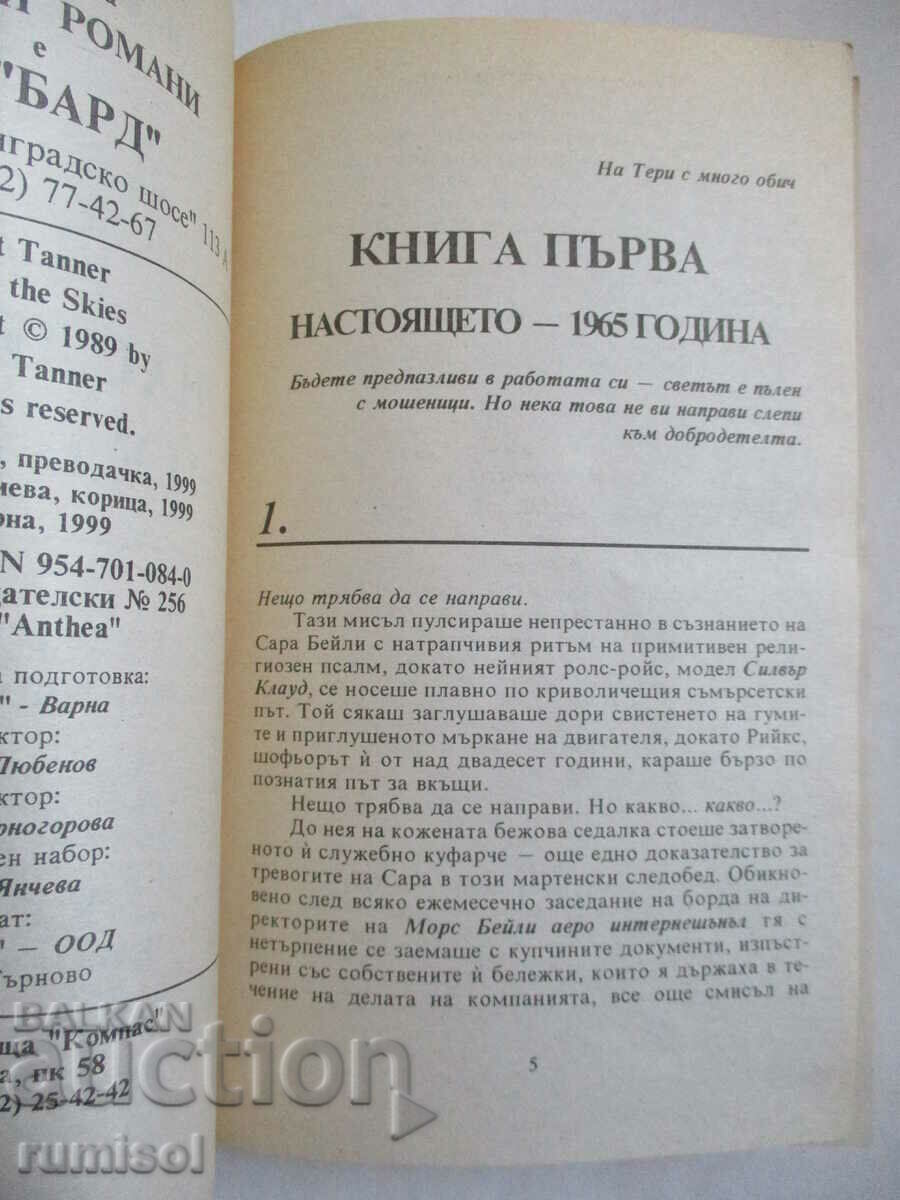 И РОМАНИ
е
"БАРД"
шосе" 113 А
2) 77-42-67
Tanner
the Skies
© 1989 by
Tanner
reserved.
, преводачка, 1999
корица, 1999
1999
N 954-701-084-0
№ 256
"Anthea"
подготовка:
" - Варна
Любенов
набор:
Янчева
" — ООД
Търново
"Компас"
пк 58
2) 25-42-42
На Тери с много обич
КНИГА ПЪРВА
НАСТОЯЩЕТО — 1965 ГОДИНА
Бъдете предпазливи в работата си — светът е пълен
с мошеници. Но нека това не ви направи слепи
към добродетелта.
1.
Нещо трябва да се направи.
Тази мисъл пулсираше непрестанно в съзнанието на
Сара Бейли с натрапчивия ритъм на примитивен рели-
гиозен псалм, докато нейният ролс-ройс, модел Силвър
Клауд, се носеше плавно по криволичещия съмърсетски
път. Той сякаш заглушаваше дори свистенето на гуми-
те и приглушеното мъркане на двигателя, докато Рийкс,
шофьорът ѝ от над двадесет години, караше бързо по
познатия път за вкъщи.
Нещо трябва да се направи. Но какво... какво...?
До нея на кожената бежова седалка стоеше затворе-
ното ѝ служебно куфарче — още едно доказателство за
тревогите на Сара в този мартенски следобед. Обикно-
вено след всяко ежемесечно заседание на борда на ди-
ректорите на Морс Бейли аеро интернешънъл тя с
нетърпение се заемаше с купчините документи, изпъст-
рени със собствените ѝ бележки, които я държаха в те-
чение на делата на компанията, все още смисъл на
5
BALKAN
auction
rumisol